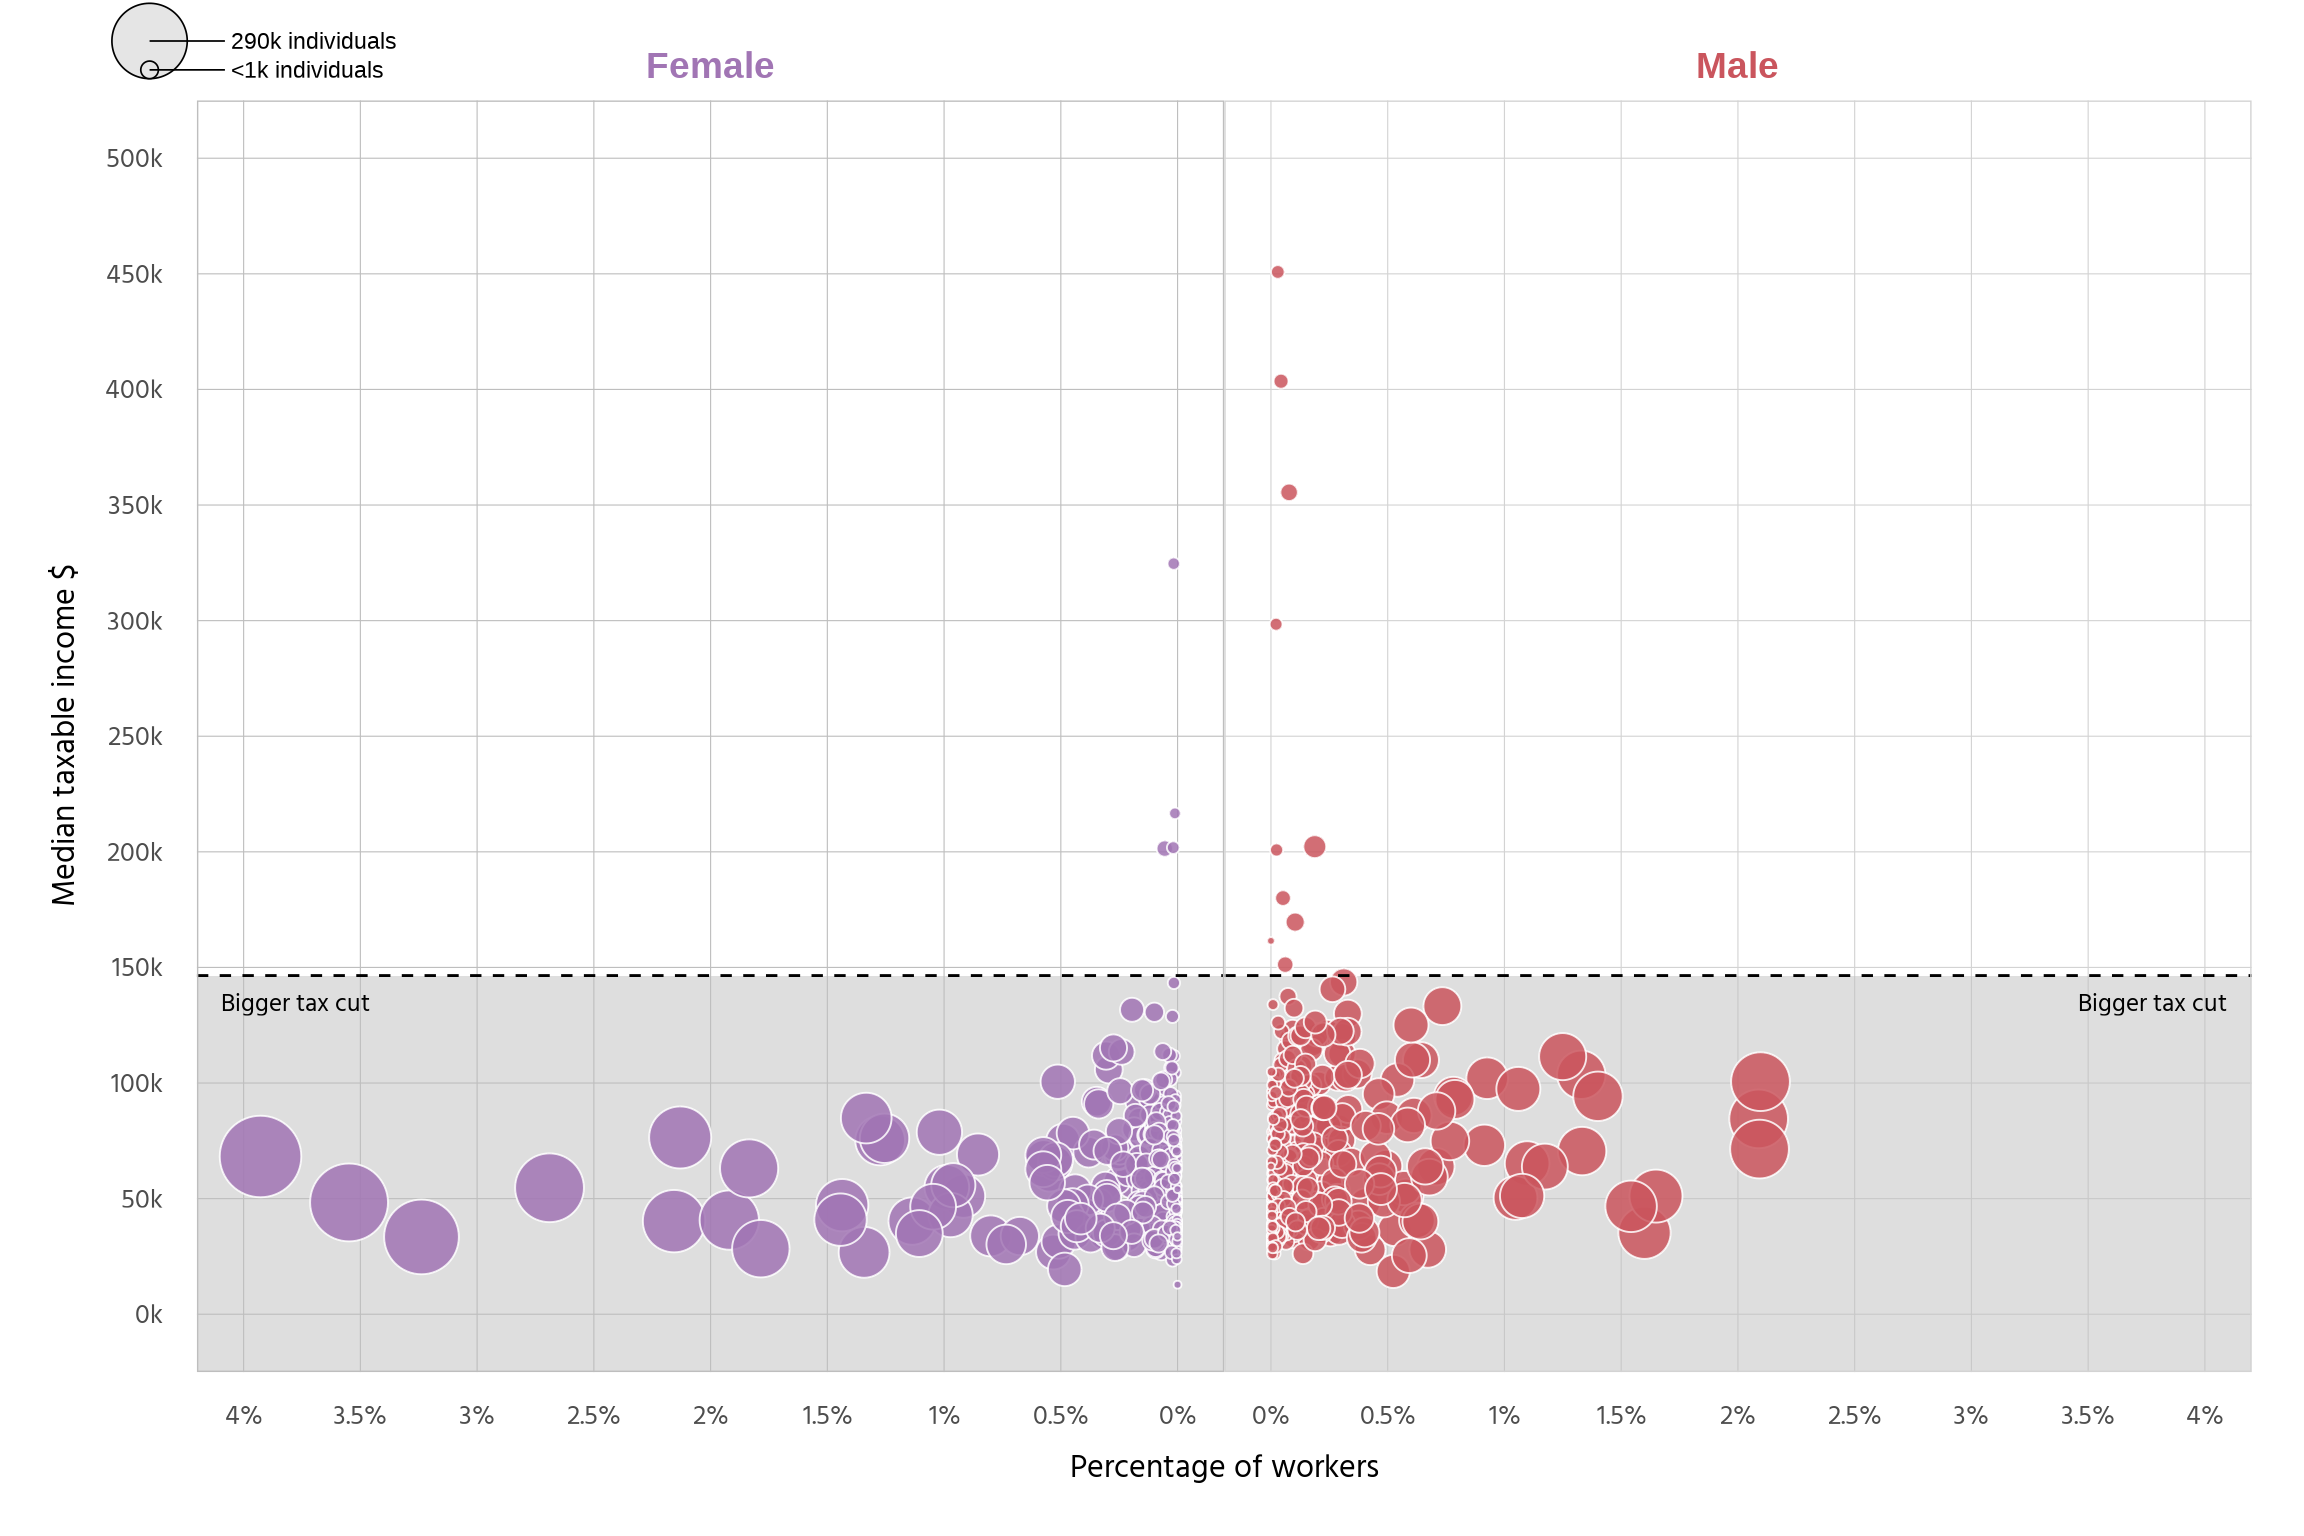 290k individuals
<1k individuals
Female
Male
500k
450k
400k
350k
300k
250k
200k
150k
100k
50k
0k
Median taxable income $
Bigger tax cut
Bigger tax cut
4% 3.5% 3% 2.5% 2% 1.5% 1% 0.5% 0% 0% 0.5% 1% 1.5% 2% 2.5% 3% 3.5% 4%
Percentage of workers